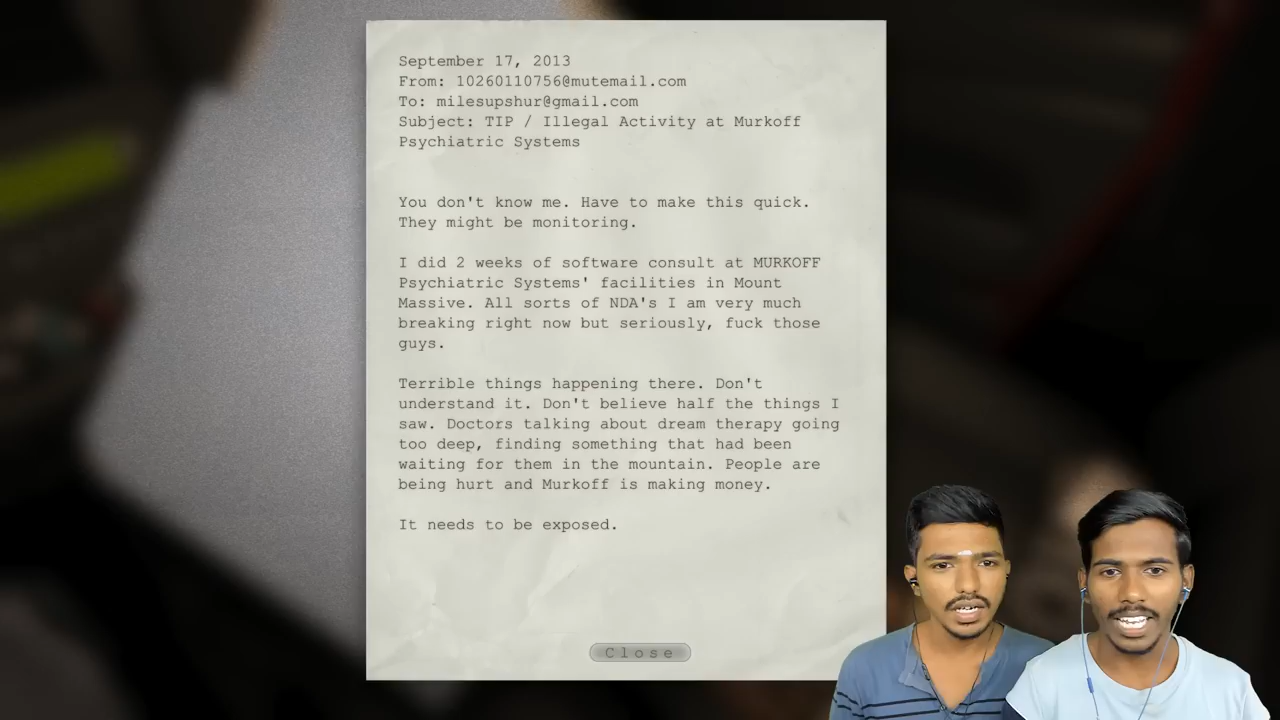 September 17, 2013
From: 10260110756@mutemail.com
To: milesupshur@gmail.com
Subject: TIP / Illegal Activity at Murkoff
Psychiatric Systems
You don't know me. Have to make this quick.
They might be monitoring.
I did 2 weeks of software consult at MURKOFF
Psychiatric Systems' facilities in Mount
Massive. All sorts of NDA's I am very much
breaking right now but seriously, fuck those
guys.
Terrible things happening there. Don't
understand it. Don't believe half the things I
saw. Doctors talking about dream therapy going
too deep, finding something that had been
waiting for them in the mountain. People are
being hurt and Murkoff is making money.
It needs to be exposed.
Close